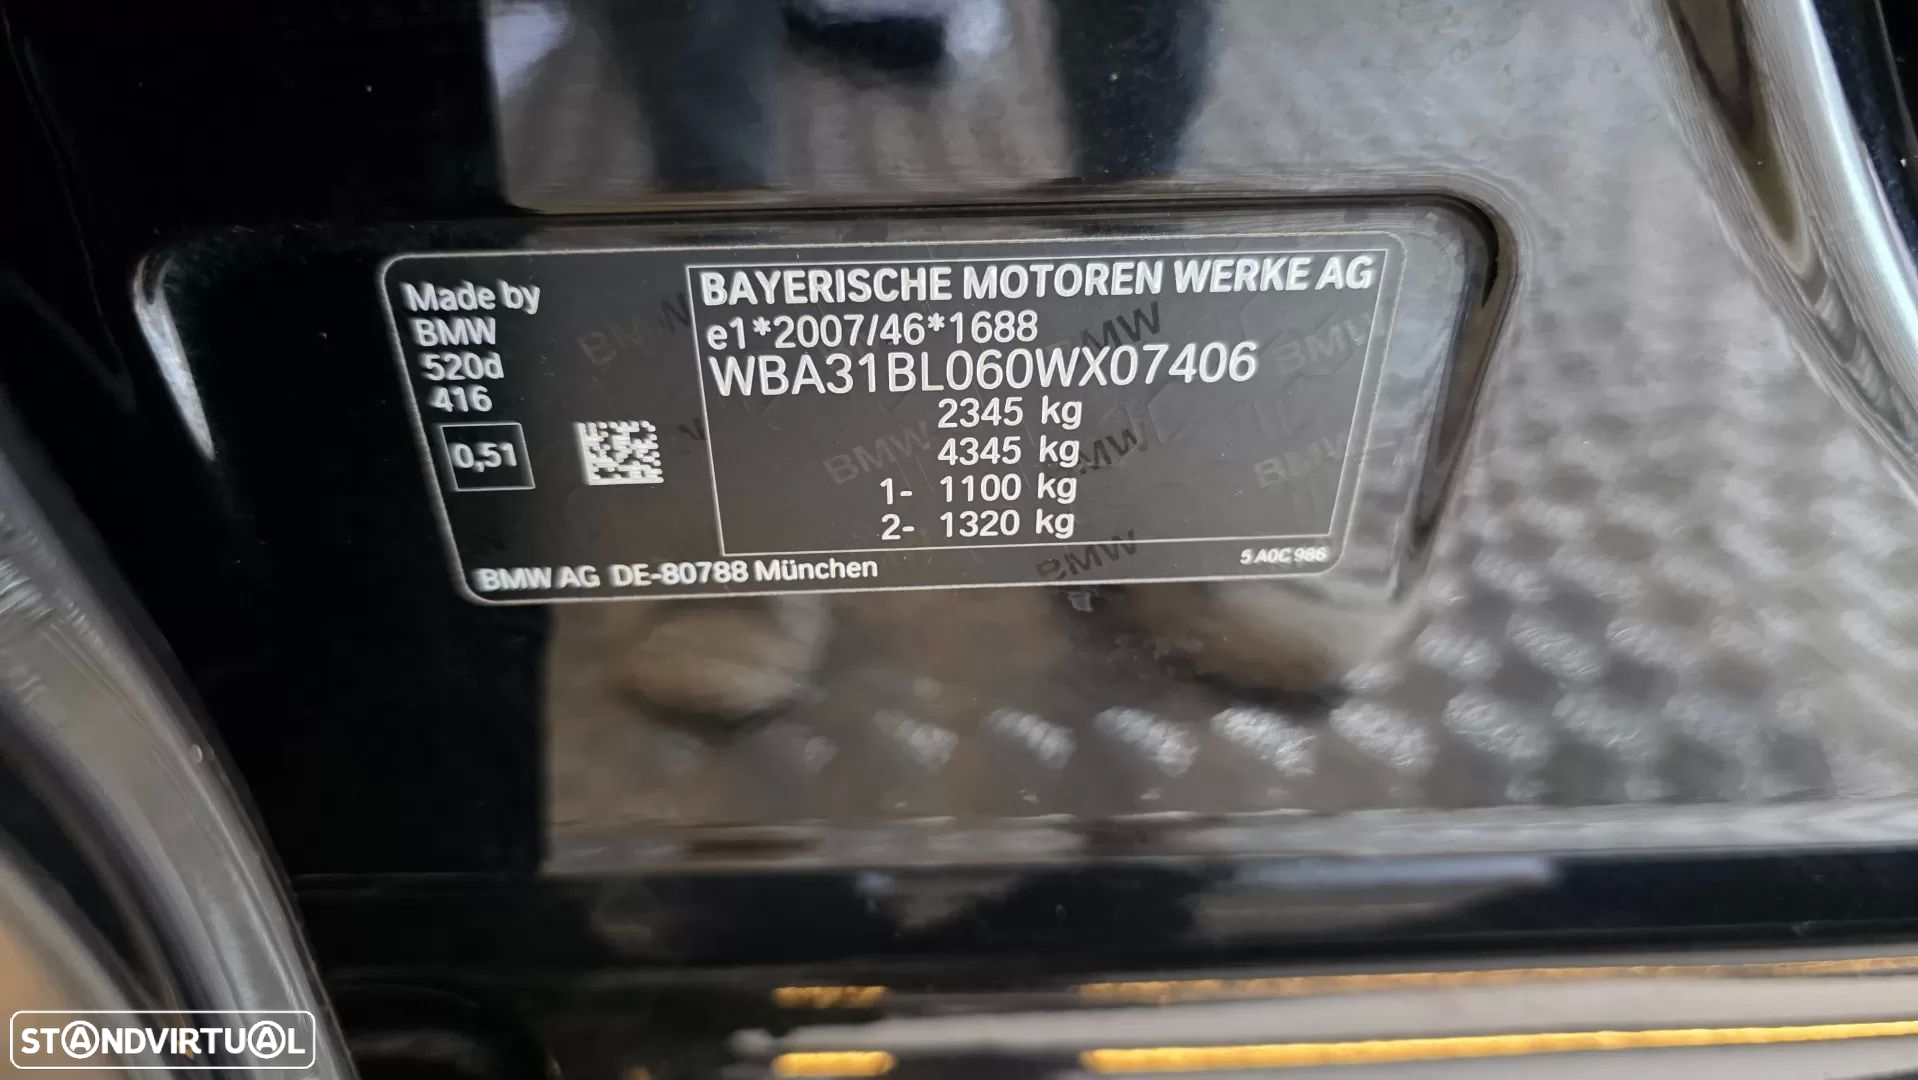 Made by
BMW
520d
416
0,51
BAYERISCHE MOTOREN WERKE AG
e1*2007/46*1688
WBA31BL060WX07406
2345 kg
4345 kg
1- 1100 kg
2- 1320 kg
BMW AG DE-80788 München
5 A0C 986
STANDVIRTUAL